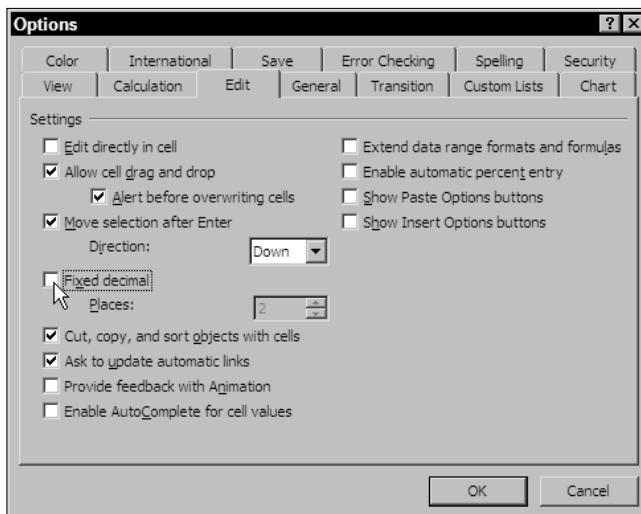 Options
Color International Save Error Checking Spelling Security
View Calculation Edit General Transition Custom Lists Chart
Settings
Edit directly in cell
Allow cell drag and drop
Alert before overwriting cells
Move selection after Enter
Direction: Down
Fixed decimal
Places: 2
Cut, copy, and sort objects with cells
Ask to update automatic links
Provide feedback with Animation
Enable AutoComplete for cell values
Extend data range formats and formulas
Enable automatic percent entry
Show Paste Options buttons
Show Insert Options buttons
OK Cancel